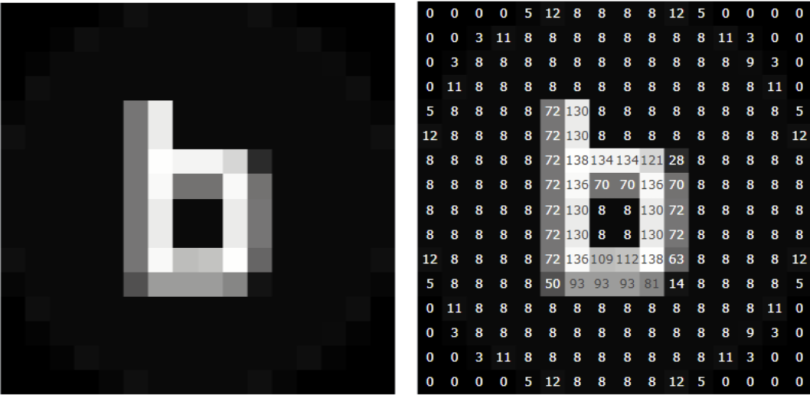 b
0 0 0 0 5 12 8 8 8 8 12 5 0 0 0 0
0 0 3 11 8 8 8 8 8 8 8 8 11 3 0 0
0 3 8 8 8 8 8 8 8 8 8 8 8 9 3 0
0 11 8 8 8 8 8 8 8 8 8 8 8 8 11 0
5 8 8 8 8 72 130 8 8 8 8 8 8 8 8 5
12 8 8 8 8 72 130 8 8 8 8 8 8 8 8 12
8 8 8 8 8 72 138 134 134 121 28 8 8 8 8 8
8 8 8 8 8 72 136 70 70 136 70 8 8 8 8 8
8 8 8 8 8 72 130 8 8 130 72 8 8 8 8 8
8 8 8 8 8 72 130 8 8 130 72 8 8 8 8 8
12 8 8 8 8 72 136 109 112 138 63 8 8 8 8 12
5 8 8 8 8 50 93 93 93 81 14 8 8 8 8 5
0 11 8 8 8 8 8 8 8 8 8 8 8 8 11 0
0 3 8 8 8 8 8 8 8 8 8 8 8 9 3 0
0 0 3 11 8 8 8 8 8 8 8 8 11 3 0 0
0 0 0 0 5 12 8 8 8 8 12 5 0 0 0 0